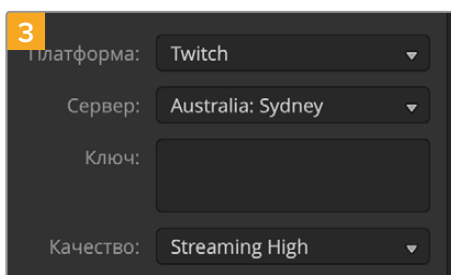 3
Платформа: Twitch
Сервер: Australia: Sydney
Ключ:
Качество: Streaming High